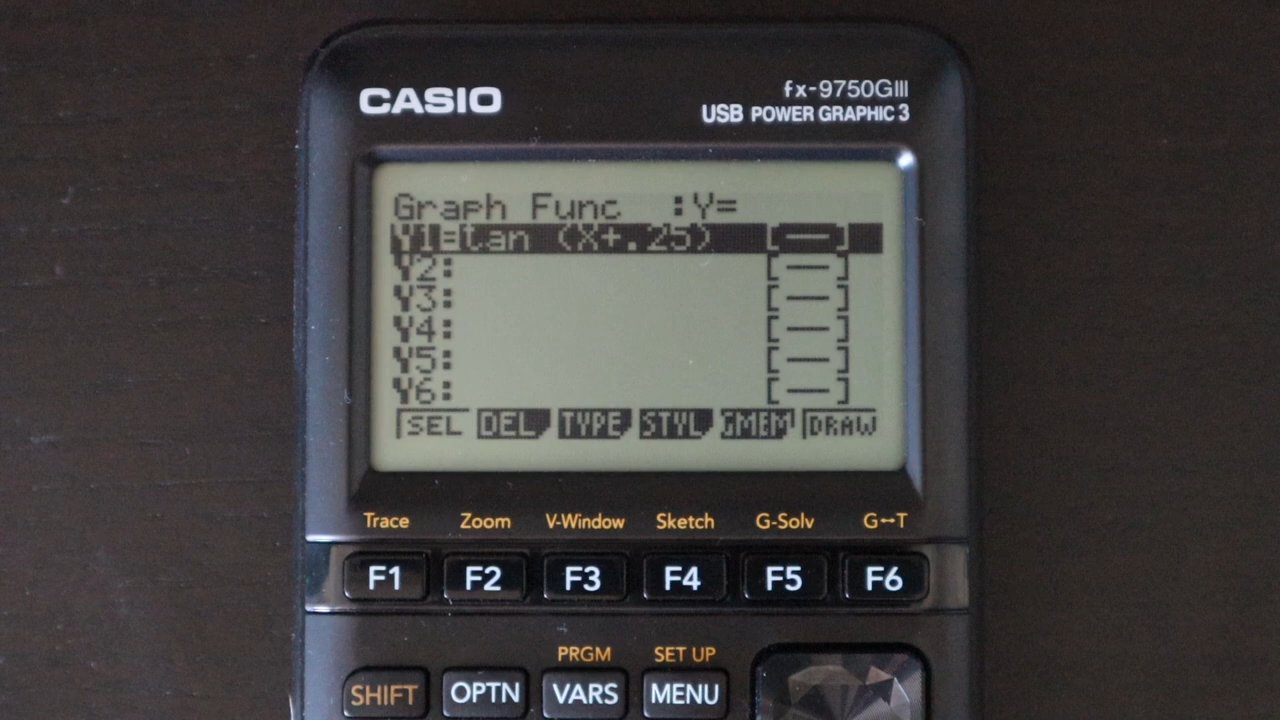 CASIO
fx-9750GIII
USB POWER GRAPHIC 3
Graph Func :Y=
Y1=tan (X+.25) [—]
Y2: [—]
Y3: [—]
Y4: [—]
Y5: [—]
Y6: [—]
SEL DEL TYPE STYL GMEM DRAW
Trace Zoom V-Window Sketch G-Solv G↔T
F1 F2 F3 F4 F5 F6
PRGM SET UP
SHIFT OPTN VARS MENU